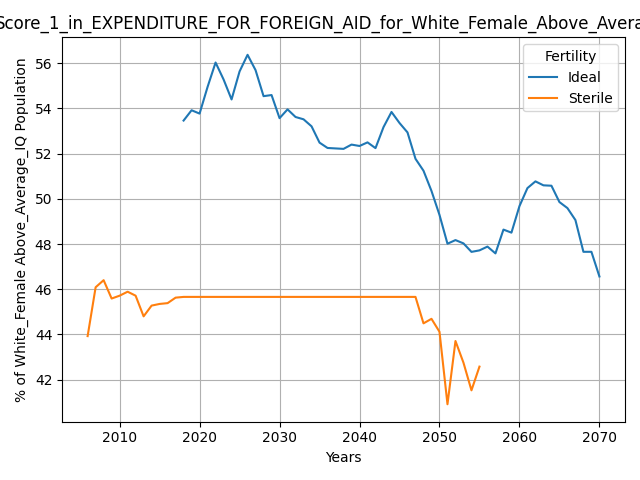 Score_1_in_EXPENDITURE_FOR_FOREIGN_AID_for_White_Female_Above_Avera
Fertility
Ideal
Sterile
% of White_Female Above_Average_IQ Population
56
54
52
50
48
46
44
42
2010 2020 2030 2040 2050 2060 2070
Years